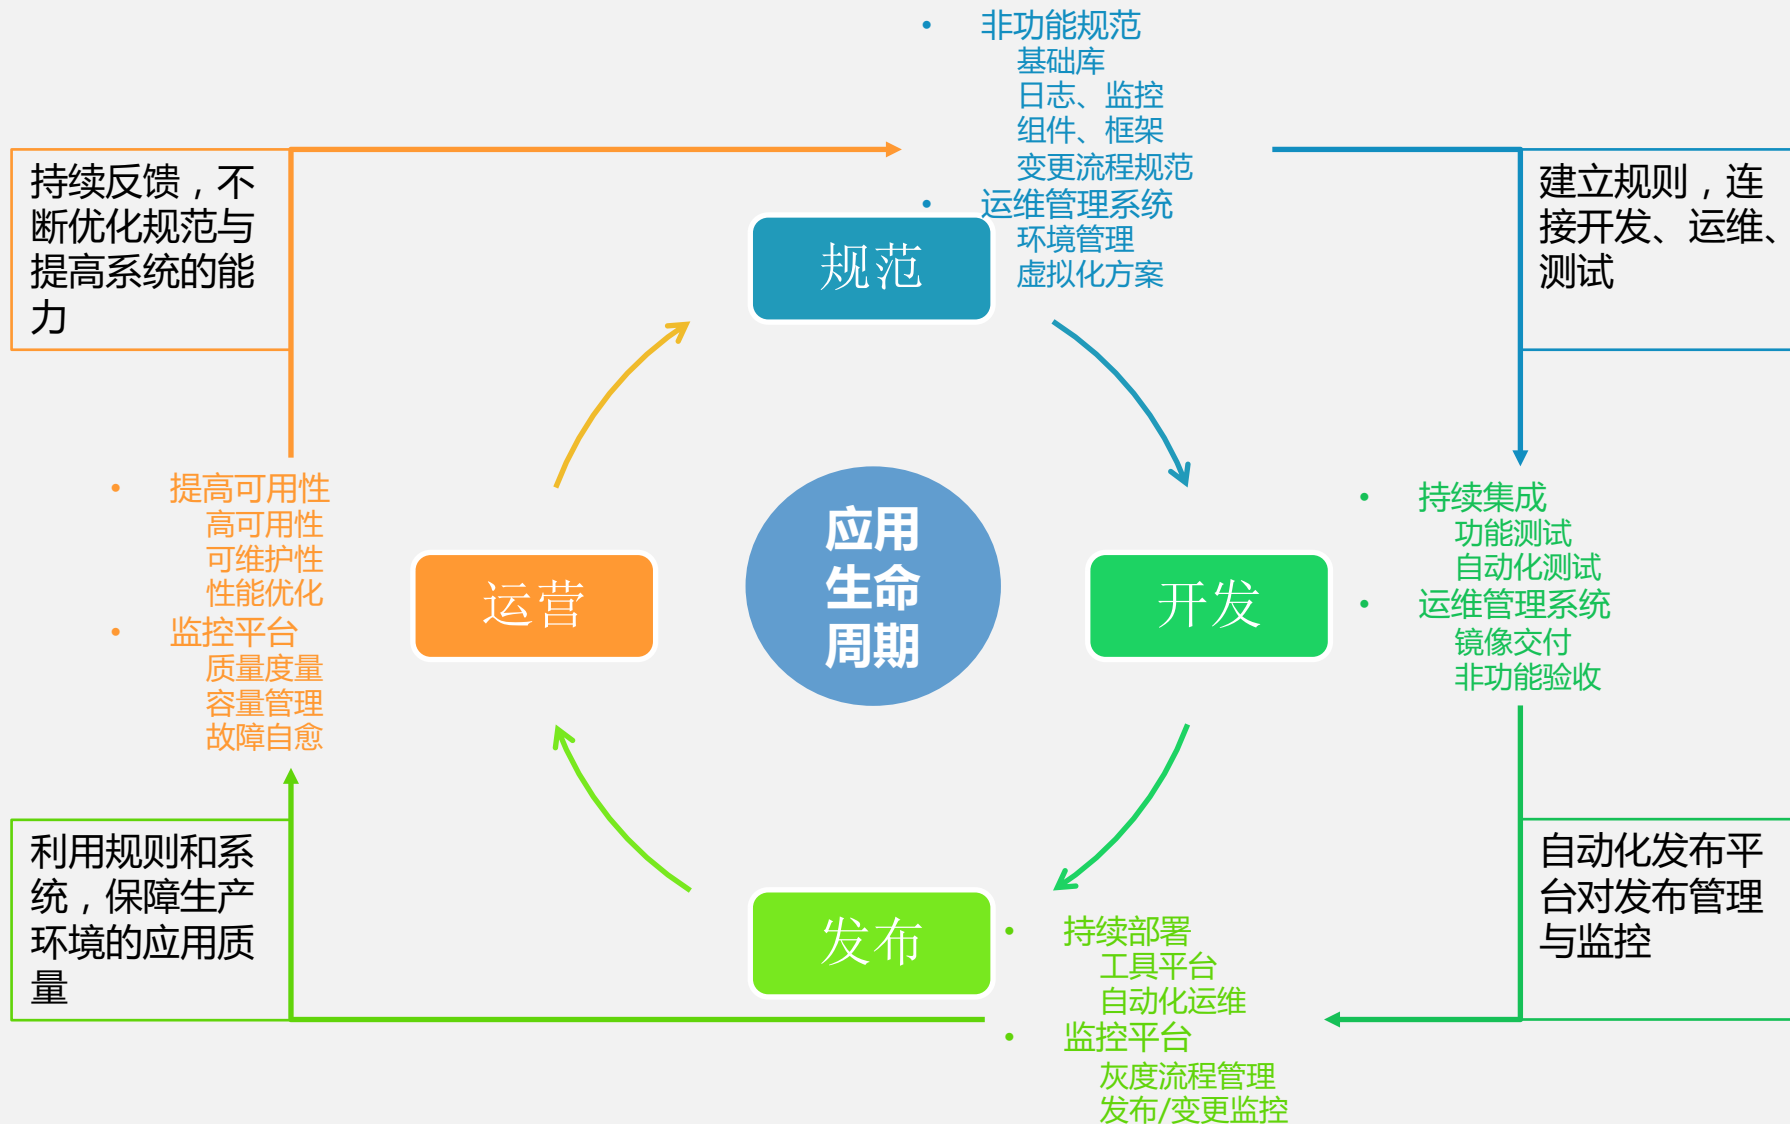 • 非功能规范
基础库
日志、监控
组件、框架
变更流程规范
• 运维管理系统
环境管理
虚拟化方案
持续反馈，不
断优化规范与
提高系统的能
力
建立规则，连
接开发、运维、
测试
规范
• 提高可用性
高可用性
可维护性
性能优化
• 监控平台
质量度量
容量管理
故障自愈
运营
应用
生命
周期
开发
• 持续集成
功能测试
自动化测试
• 运维管理系统
镜像交付
非功能验收
利用规则和系
统，保障生产
环境的应用质
量
发布
• 持续部署
工具平台
自动化运维
• 监控平台
灰度流程管理
发布/变更监控
自动化发布平
台对发布管理
与监控